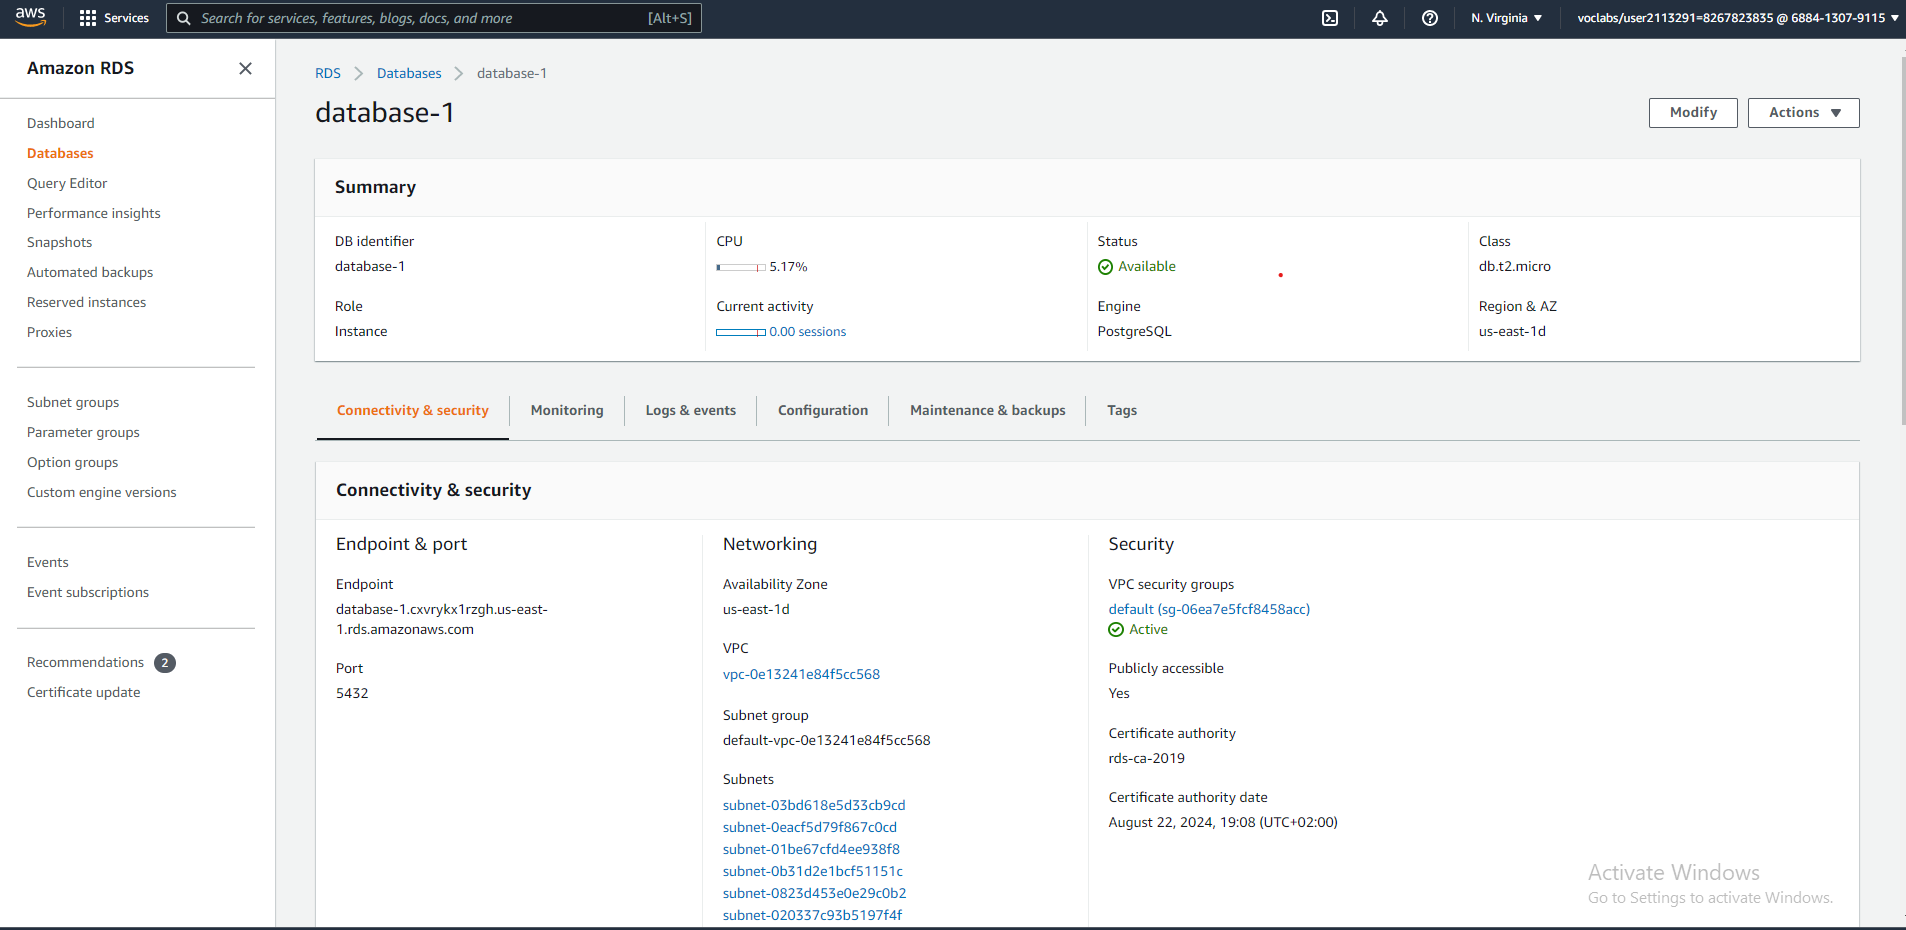 aws
Services
Search for services, features, blogs, docs, and more
[Alt+S]
N. Virginia
voclabs/user2113291=8267823835 @ 6884-1307-9115
Amazon RDS
Dashboard
Databases
Query Editor
Performance insights
Snapshots
Automated backups
Reserved instances
Proxies
Subnet groups
Parameter groups
Option groups
Custom engine versions
Events
Event subscriptions
Recommendations 2
Certificate update
RDS > Databases > database-1
database-1
Modify
Actions
Summary
DB identifier
database-1
CPU
5.17%
Status
Available
Class
db.t2.micro
Role
Instance
Current activity
0.00 sessions
Engine
PostgreSQL
Region & AZ
us-east-1d
Connectivity & security
Monitoring
Logs & events
Configuration
Maintenance & backups
Tags
Connectivity & security
Endpoint & port
Endpoint
database-1.cxvrykx1rzgh.us-east-
1.rds.amazonaws.com
Port
5432
Networking
Availability Zone
us-east-1d
VPC
vpc-0e13241e84f5cc568
Subnet group
default-vpc-0e13241e84f5cc568
Subnets
subnet-03bd618e5d33cb9cd
subnet-0eacf5d79f867c0cd
subnet-01be67cfd4ee938f8
subnet-0b31d2e1bcf51151c
subnet-0823d453e0e29c0b2
subnet-020337c93b5197f4f
Security
VPC security groups
default (sg-06ea7e5fcf8458acc)
Active
Publicly accessible
Yes
Certificate authority
rds-ca-2019
Certificate authority date
August 22, 2024, 19:08 (UTC+02:00)
Activate Windows
Go to Settings to activate Windows.